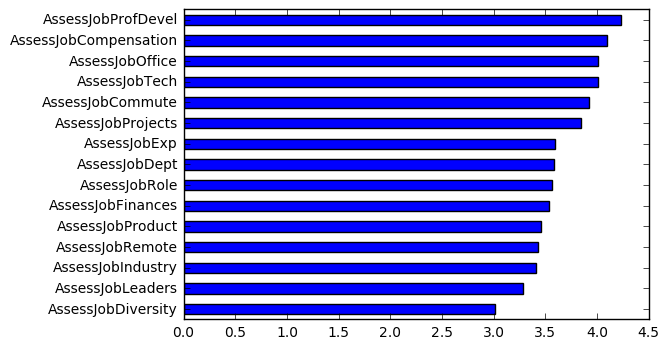 AssessJobProfDevel
AssessJobCompensation
AssessJobOffice
AssessJobTech
AssessJobCommute
AssessJobProjects
AssessJobExp
AssessJobDept
AssessJobRole
AssessJobFinances
AssessJobProduct
AssessJobRemote
AssessJobIndustry
AssessJobLeaders
AssessJobDiversity
0.0 0.5 1.0 1.5 2.0 2.5 3.0 3.5 4.0 4.5